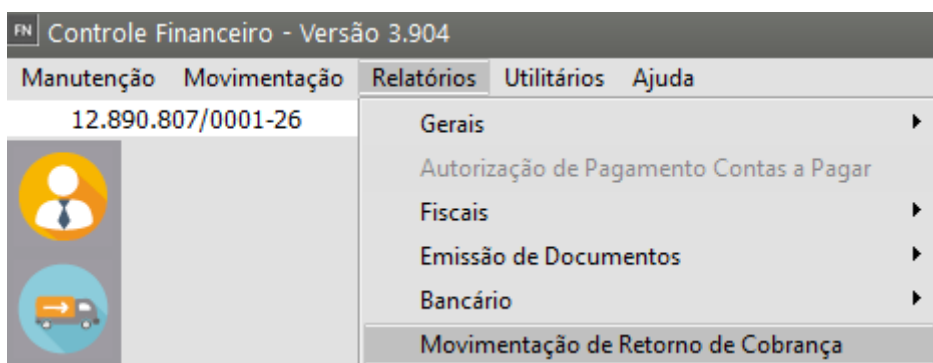 FN Controle Financeiro - Versão 3.904
Manutenção Movimentação Relatórios Utilitários Ajuda
12.890.807/0001-26
Gerais
Autorização de Pagamento Contas a Pagar
Fiscais
Emissão de Documentos
Bancário
Movimentação de Retorno de Cobrança